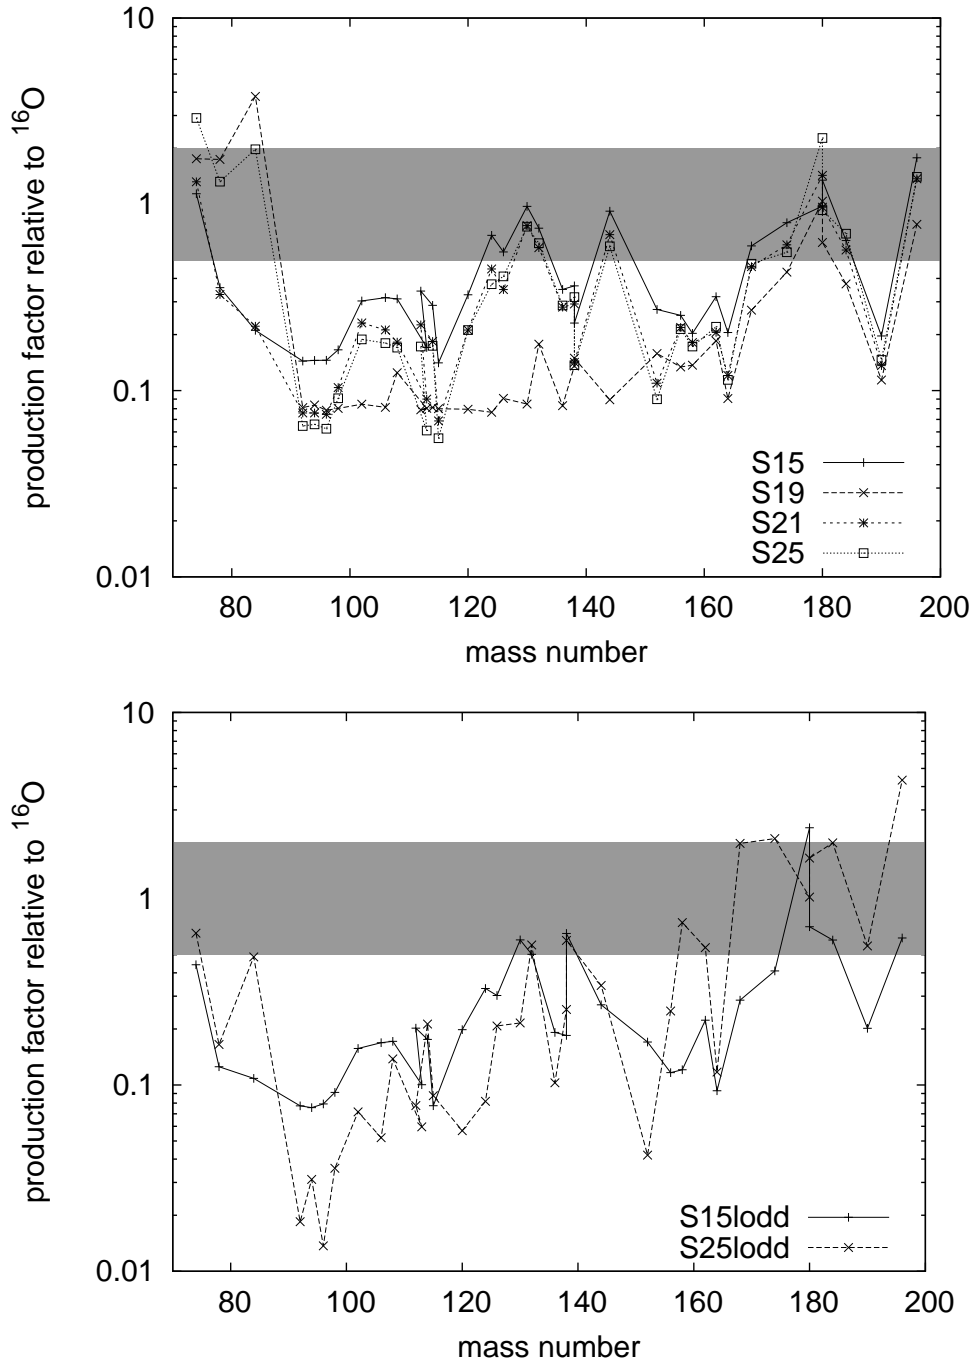 10
1
0.1
0.01
production factor relative to ¹⁶O
S15
S19
S21
S25
80 100 120 140 160 180 200
mass number
10
1
0.1
0.01
production factor relative to ¹⁶O
S15lodd
S25lodd
80 100 120 140 160 180 200
mass number